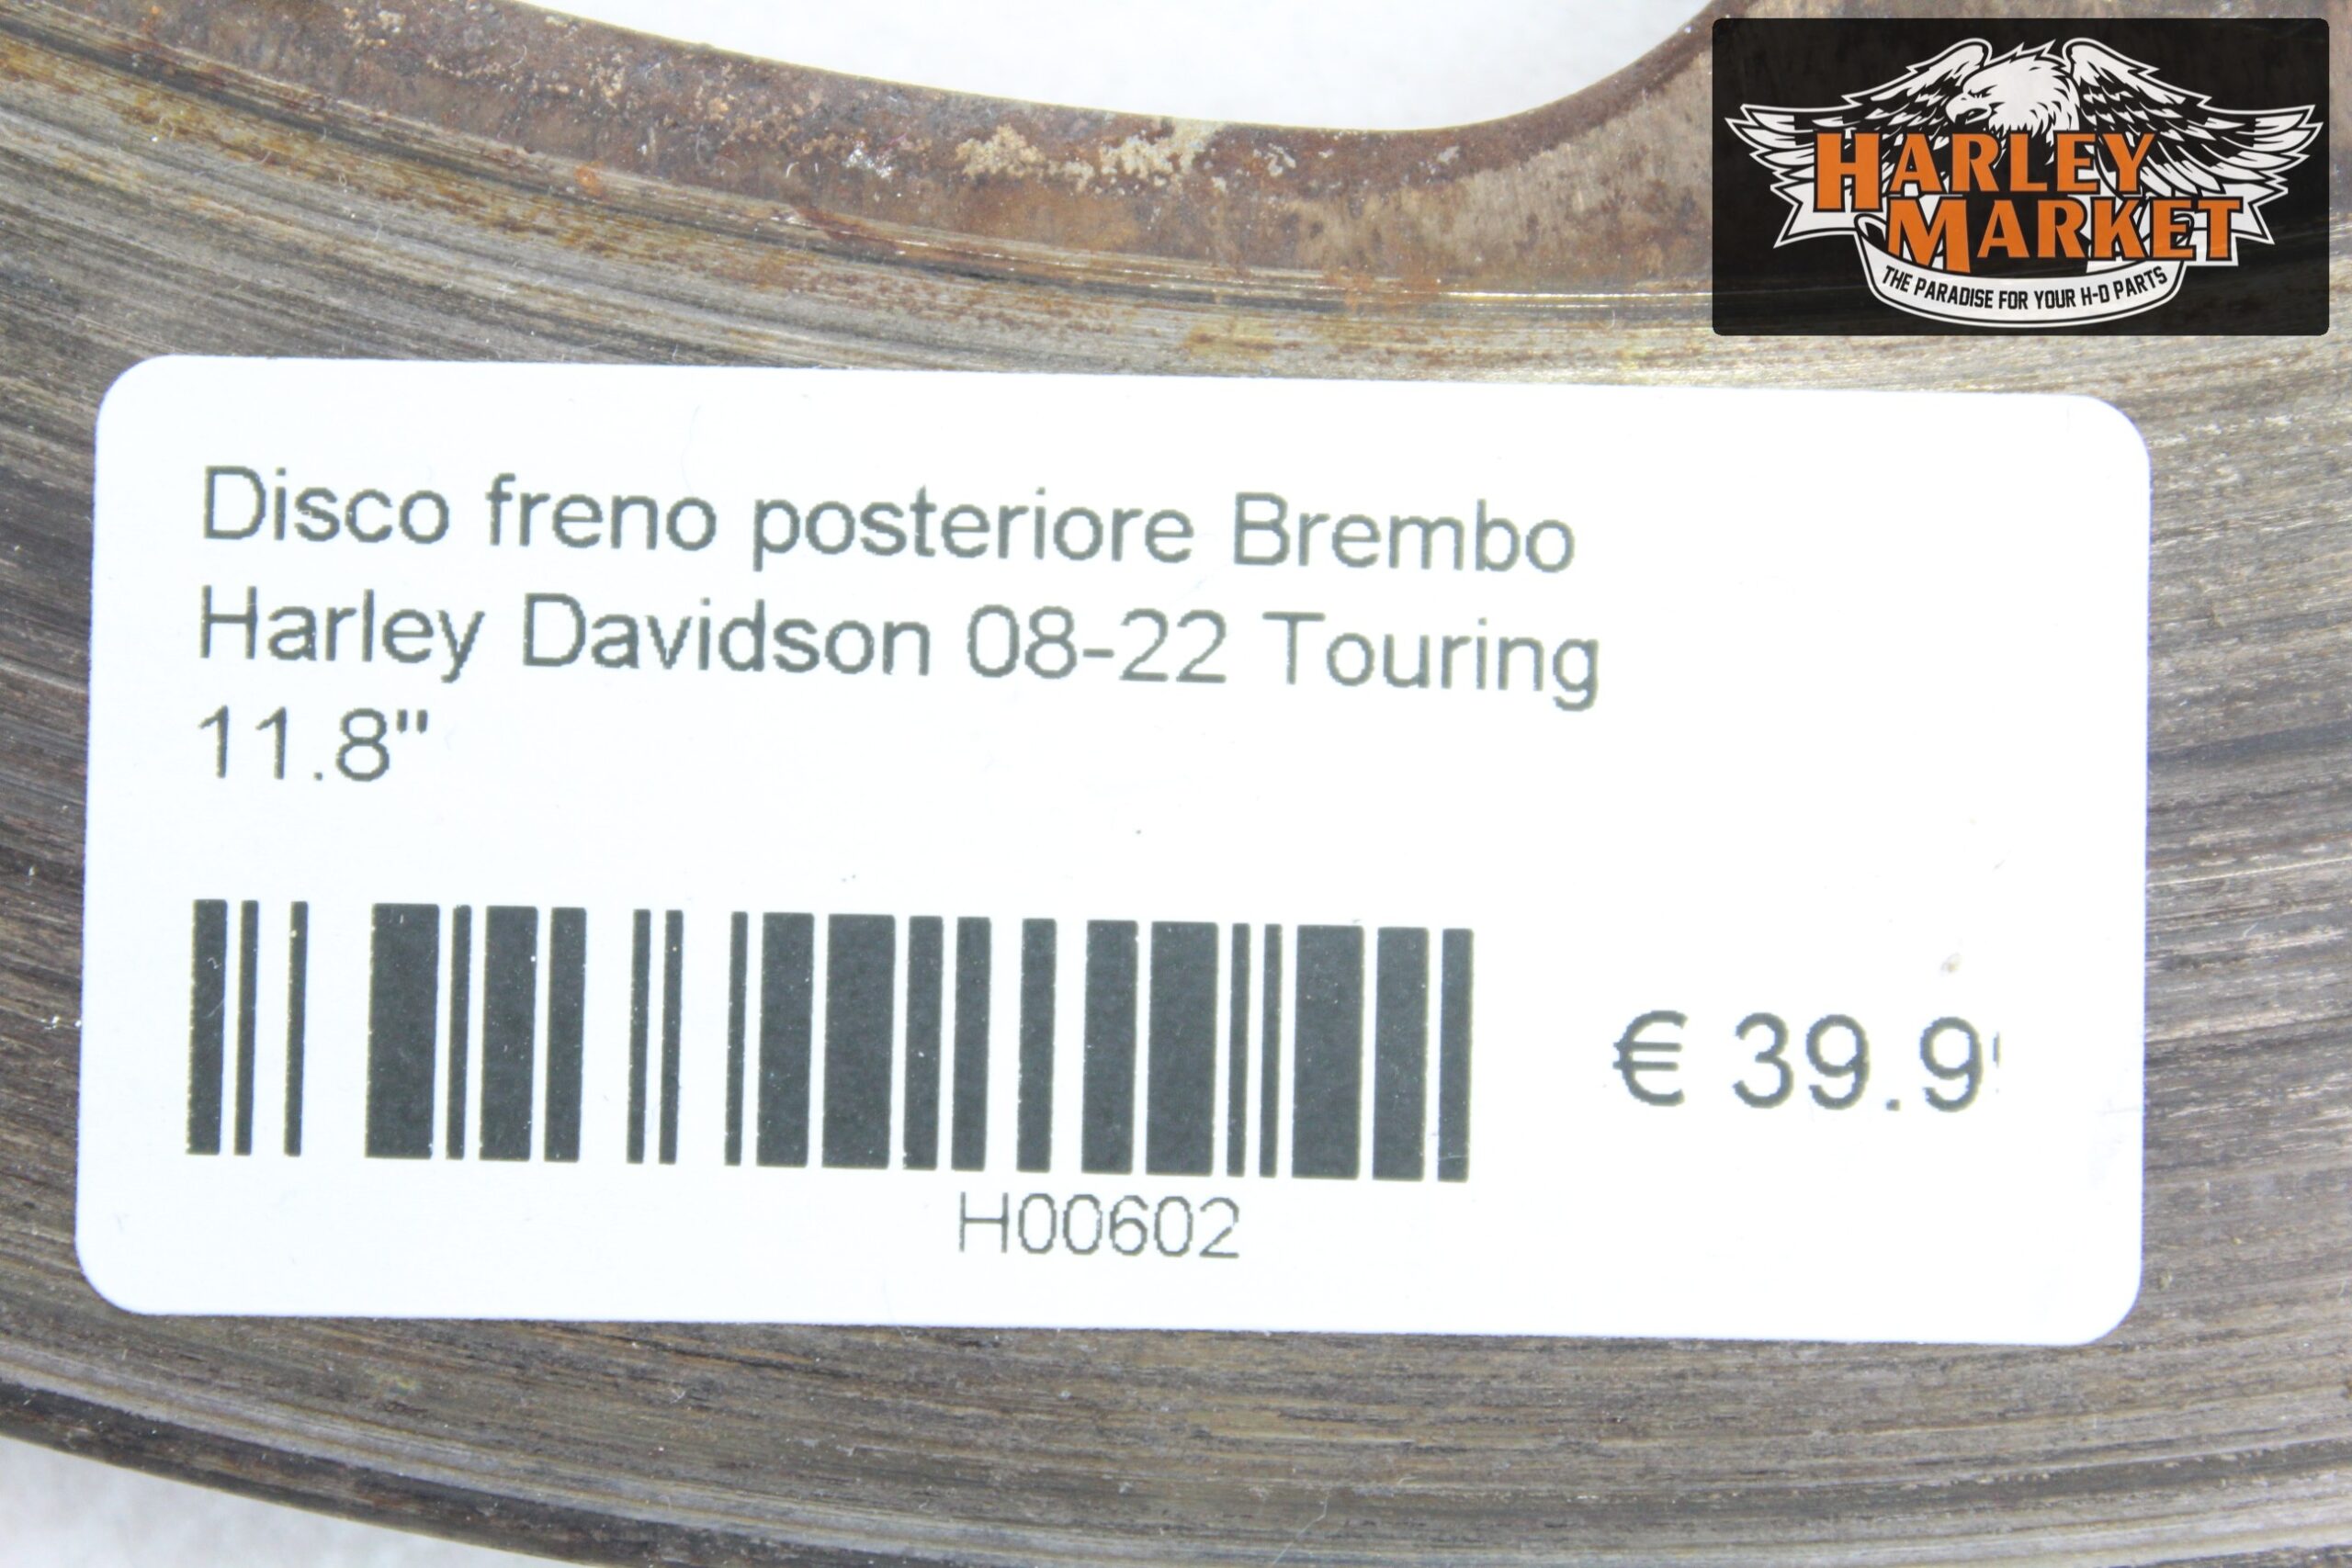 HARLEY
MARKET
THE PARADISE FOR YOUR H-D PARTS
Disco freno posteriore Brembo
Harley Davidson 08-22 Touring
11.8"
€ 39.9
H00602